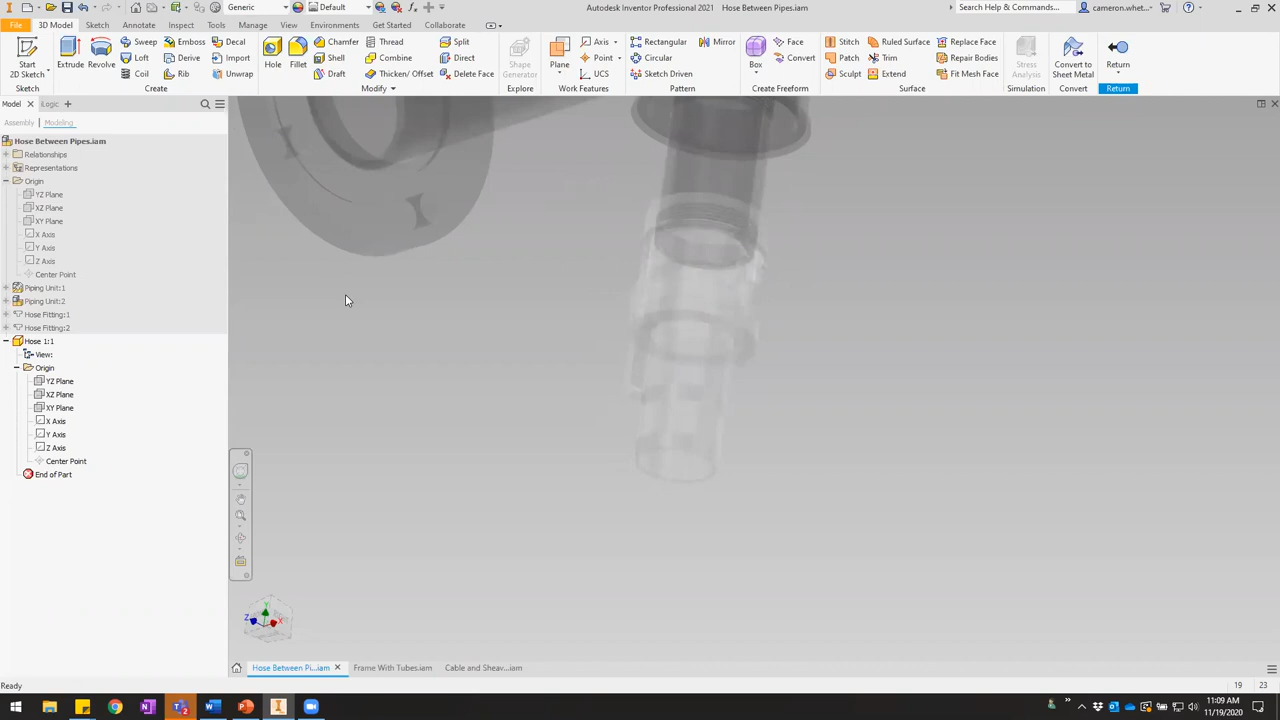 Generic
Default
Autodesk Inventor Professional 2021 Hose Between Pipes.iam
Search Help & Commands...
cameron.whet...
File
3D Model
Sketch
Annotate
Inspect
Tools
Manage
View
Environments
Get Started
Collaborate
Start
2D Sketch
Sketch
Extrude
Revolve
Sweep
Loft
Coil
Emboss
Derive
Rib
Decal
Import
Unwrap
Create
Hole
Fillet
Chamfer
Shell
Draft
Thread
Combine
Thicken/ Offset
Split
Direct
Delete Face
Modify
Shape
Generator
Explore
Plane
Axis
Point
UCS
Work Features
Rectangular
Circular
Sketch Driven
Mirror
Pattern
Box
Face
Convert
Create Freeform
Stitch
Patch
Sculpt
Ruled Surface
Trim
Extend
Replace Face
Repair Bodies
Fit Mesh Face
Surface
Stress
Analysis
Simulation
Convert to
Sheet Metal
Convert
Return
Return
Model
iLogic
Assembly
Modeling
Hose Between Pipes.iam
Relationships
Representations
Origin
YZ Plane
XZ Plane
XY Plane
X Axis
Y Axis
Z Axis
Center Point
Piping Unit:1
Piping Unit:2
Hose Fitting:1
Hose Fitting:2
Hose 1:1
View:
Origin
YZ Plane
XZ Plane
XY Plane
X Axis
Y Axis
Z Axis
Center Point
End of Part
Y
Z
X
Hose Between Pi...iam
Frame With Tubes.iam
Cable and Sheav...iam
Ready
19
23
11:09 AM
11/19/2020